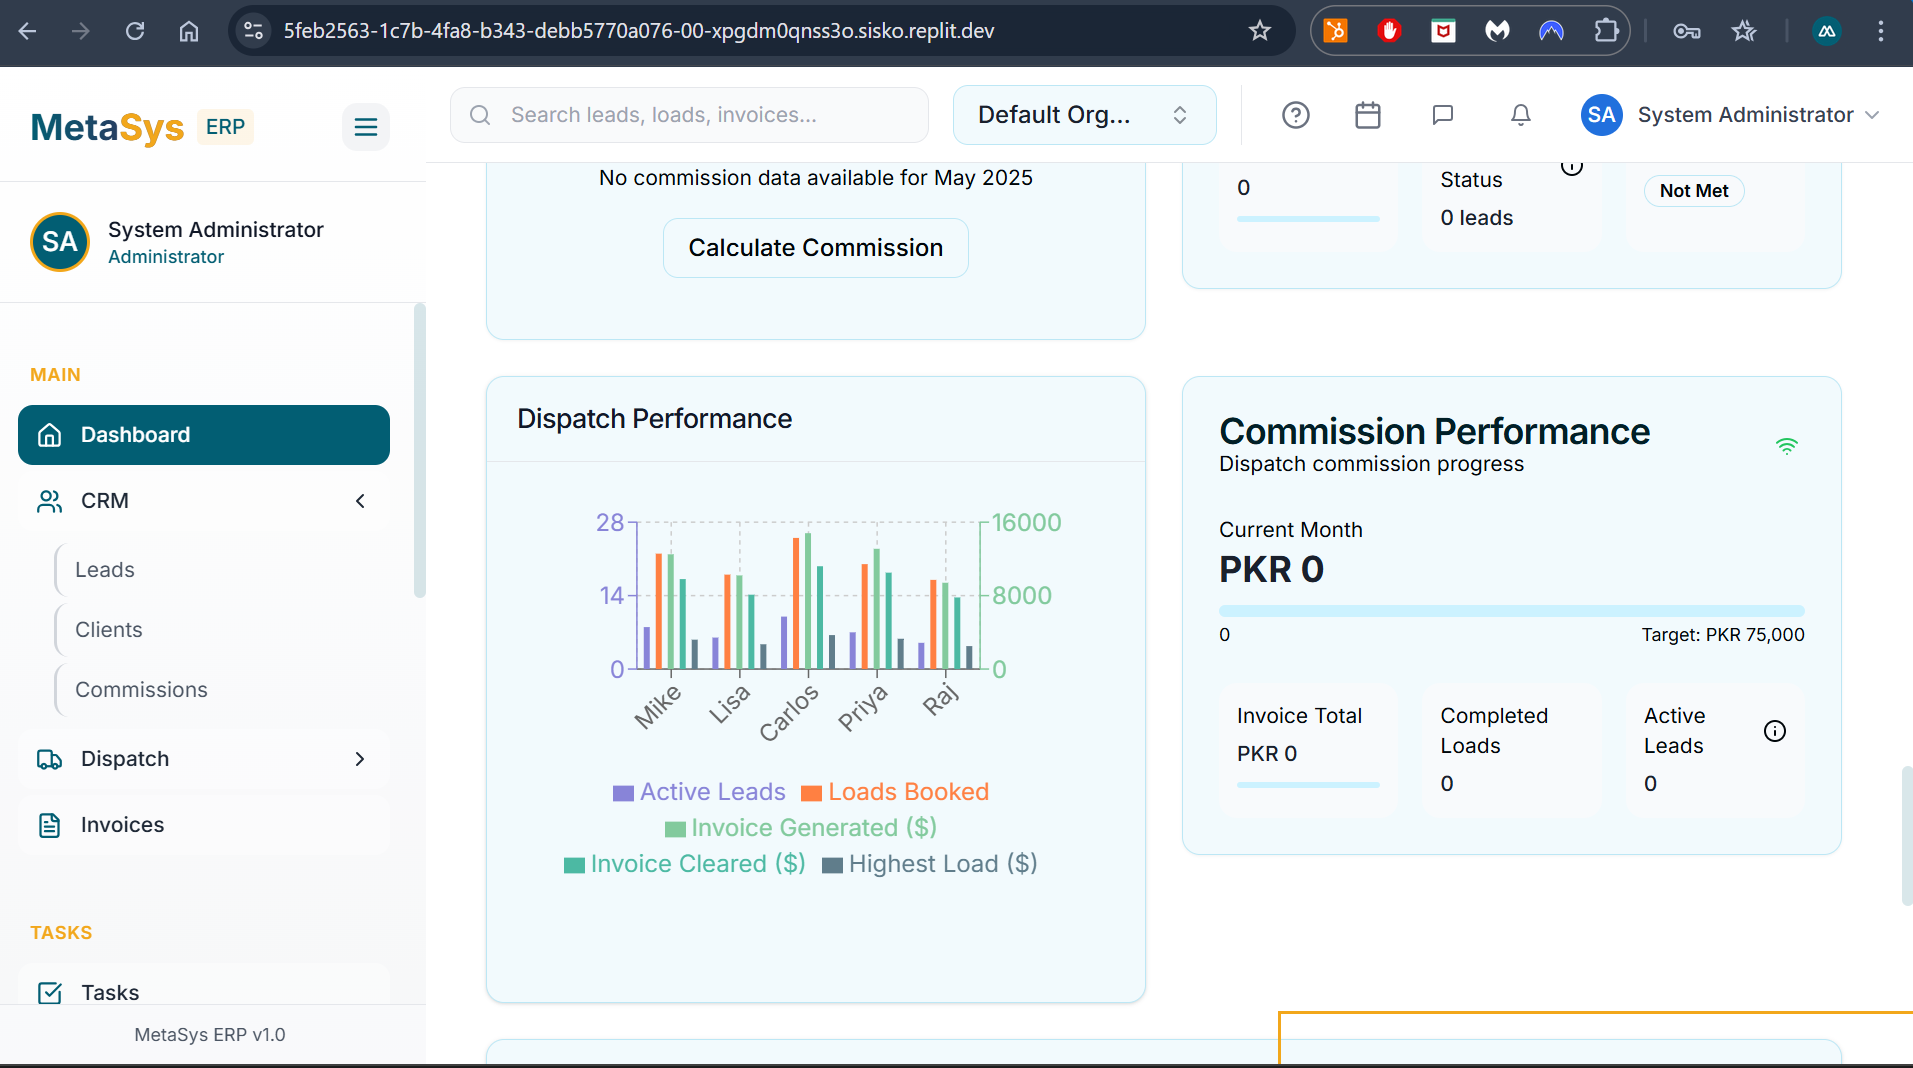 5feb2563-1c7b-4fa8-b343-debb5770a076-00-xpgdm0qnss3o.sisko.replit.dev
MetaSys ERP
Search leads, loads, invoices...
Default Org...
SA System Administrator
SA
System Administrator
Administrator
MAIN
Dashboard
CRM
Leads
Clients
Commissions
Dispatch
Invoices
TASKS
Tasks
MetaSys ERP v1.0
No commission data available for May 2025
Calculate Commission
0
Status
0 leads
Not Met
Dispatch Performance
28
14
0
16000
8000
0
Mike
Lisa
Carlos
Priya
Raj
Active Leads Loads Booked
Invoice Generated ($)
Invoice Cleared ($) Highest Load ($)
Commission Performance
Dispatch commission progress
Current Month
PKR 0
0 Target: PKR 75,000
Invoice Total
PKR 0
Completed
Loads
0
Active
Leads
0